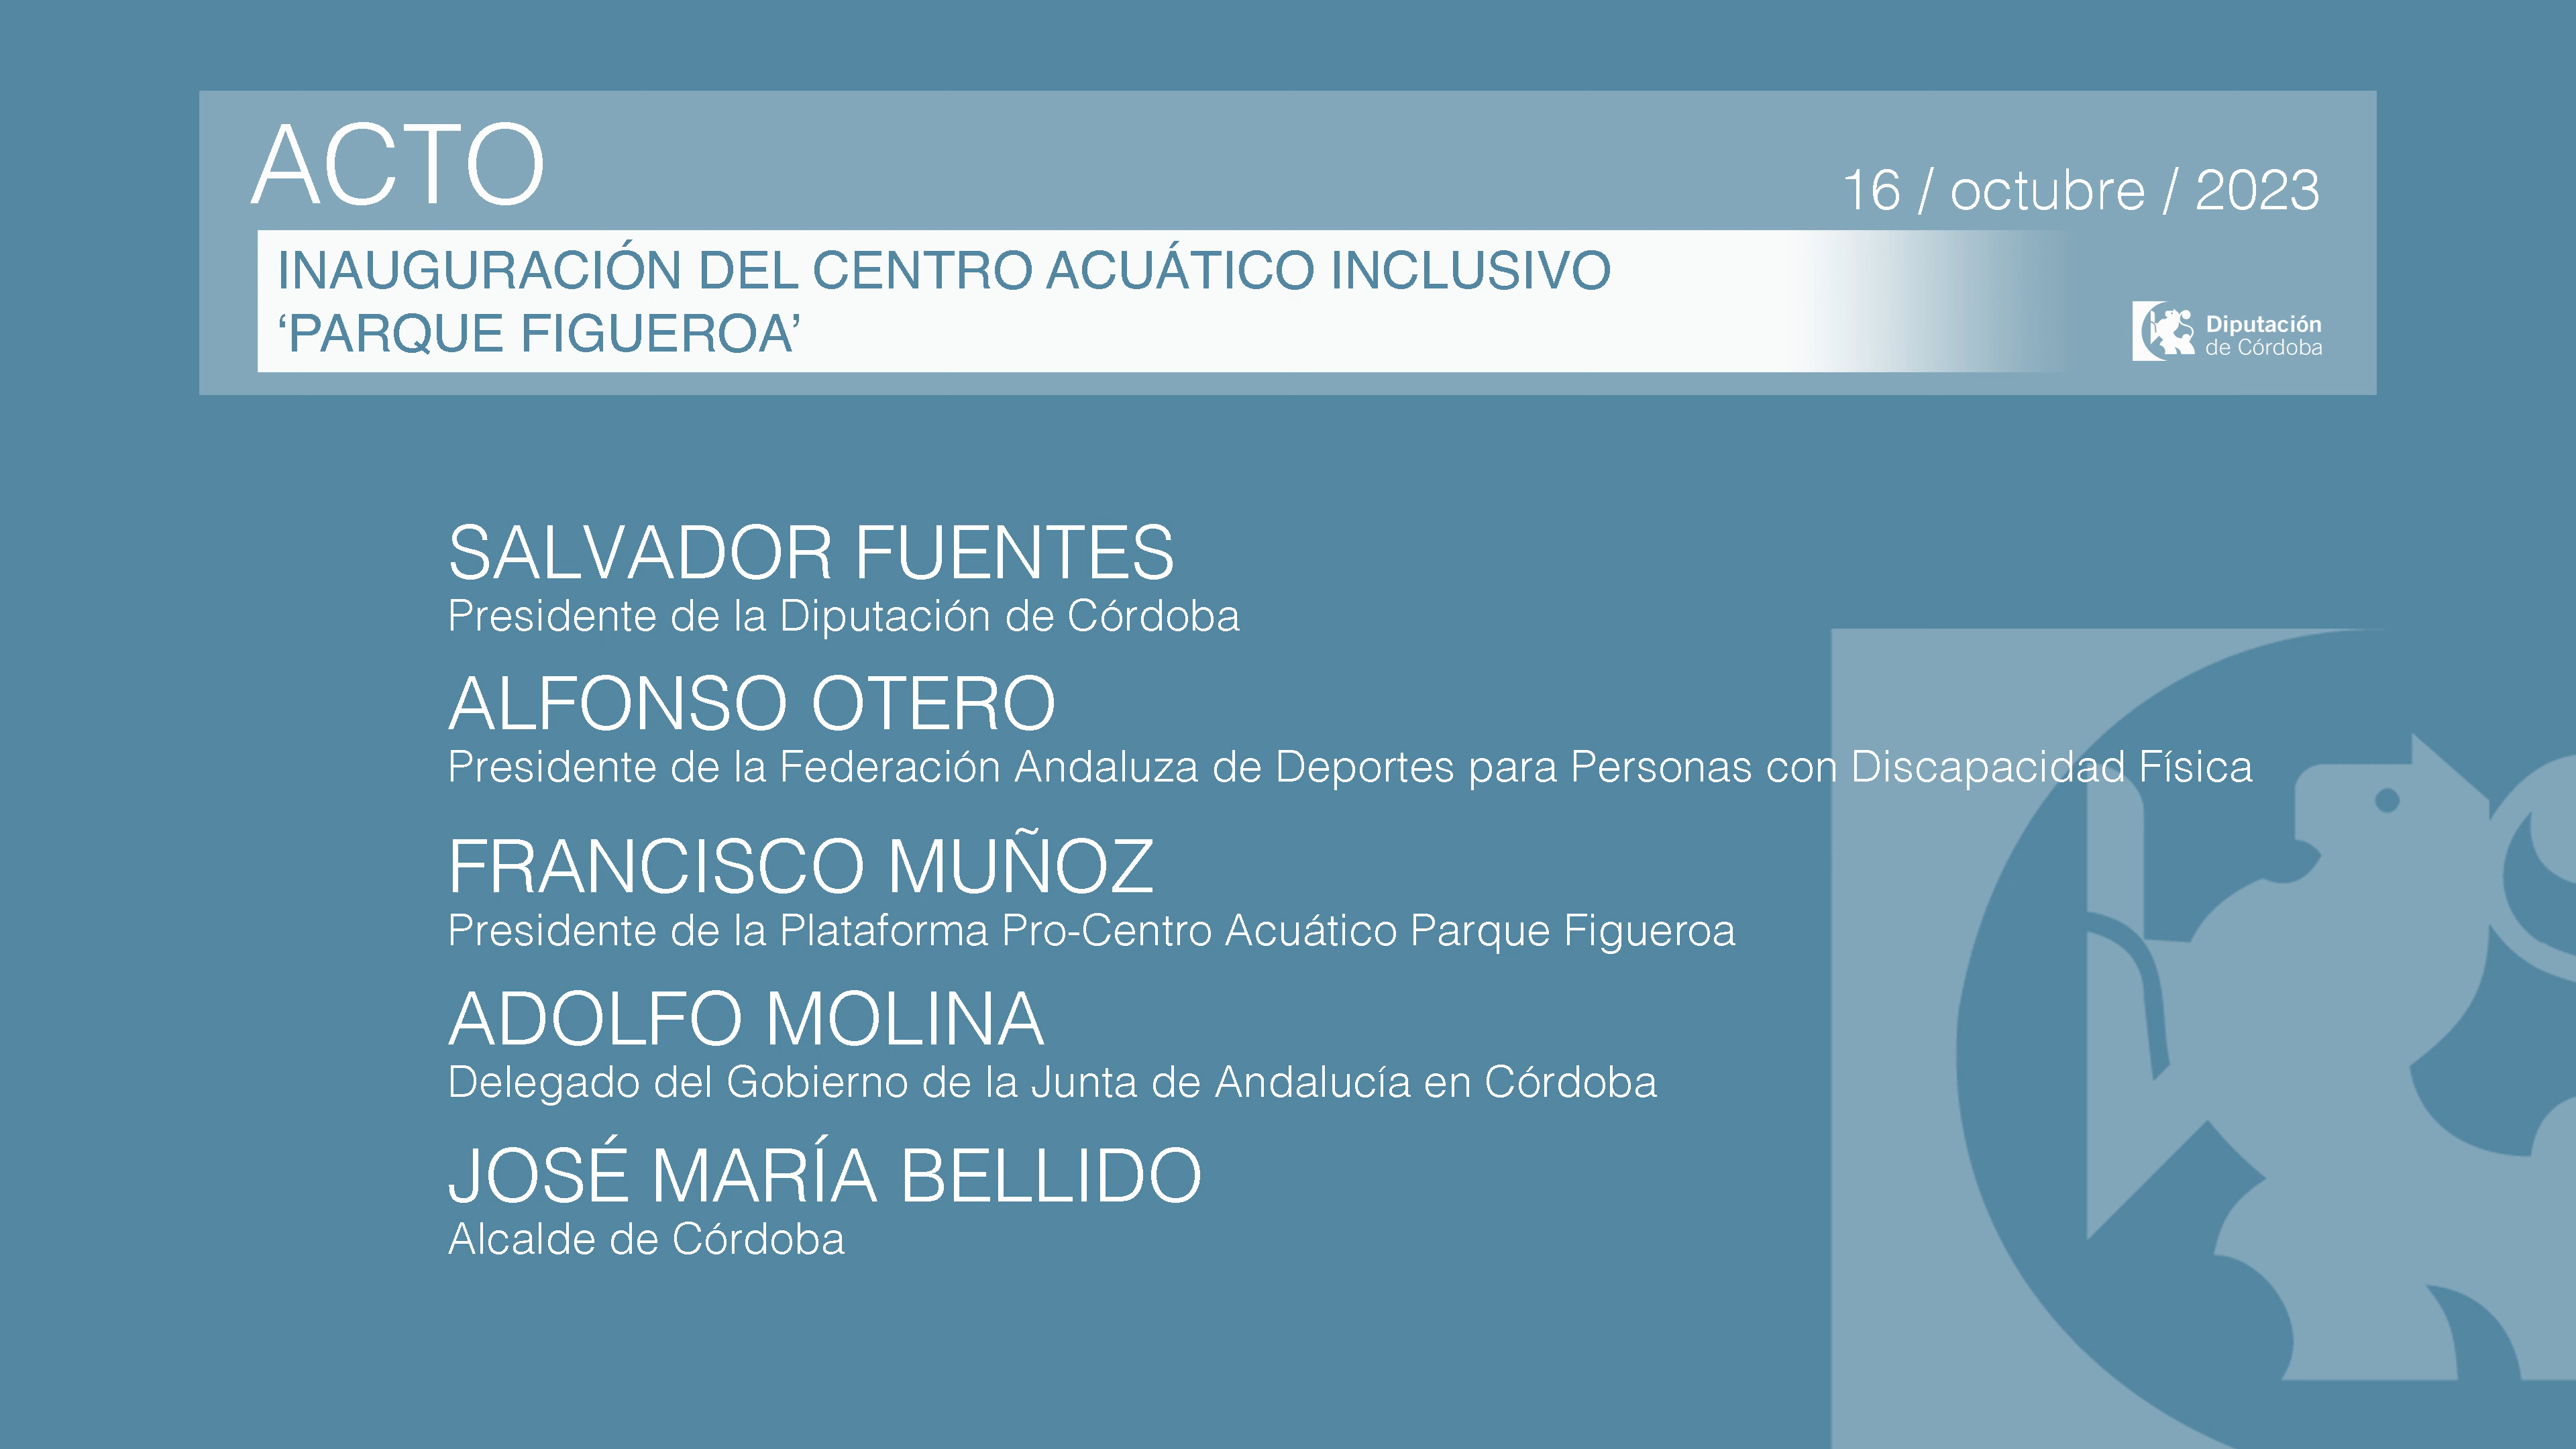 ACTO
16 / octubre / 2023
INAUGURACIÓN DEL CENTRO ACUÁTICO INCLUSIVO
‘PARQUE FIGUEROA’
Diputación
de Córdoba
SALVADOR FUENTES
Presidente de la Diputación de Córdoba
ALFONSO OTERO
Presidente de la Federación Andaluza de Deportes para Personas con Discapacidad Física
FRANCISCO MUÑOZ
Presidente de la Plataforma Pro-Centro Acuático Parque Figueroa
ADOLFO MOLINA
Delegado del Gobierno de la Junta de Andalucía en Córdoba
JOSÉ MARÍA BELLIDO
Alcalde de Córdoba